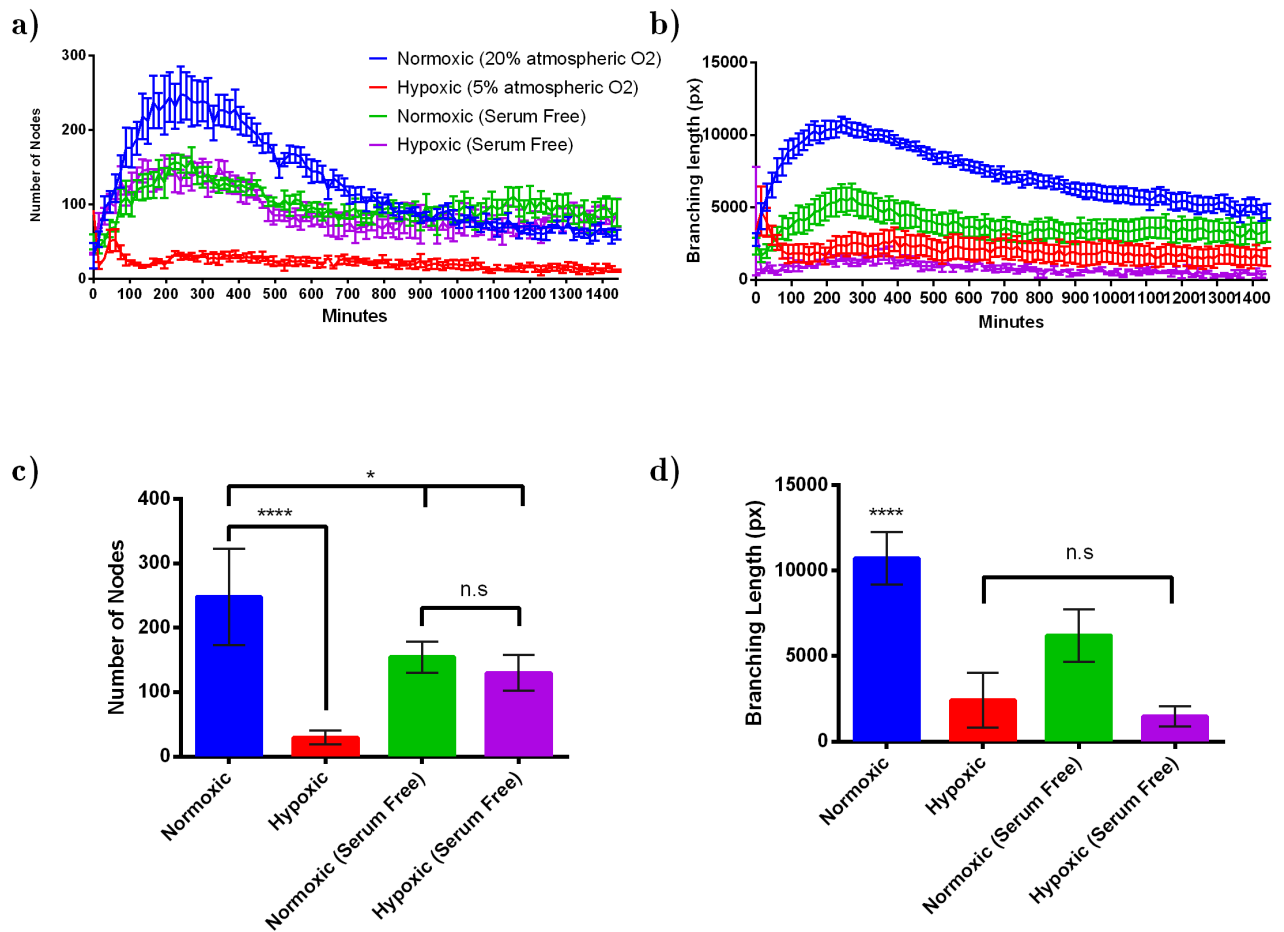 a)
300
200
100
0
Number of Nodes
0 100 200 300 400 500 600 700 800 900 1000 1100 1200 1300 1400
Minutes
Normoxic (20% atmospheric O2)
Hypoxic (5% atmospheric O2)
Normoxic (Serum Free)
Hypoxic (Serum Free)
b)
15000
10000
5000
0
Branching length (px)
0 100 200 300 400 500 600 700 800 900 1000 1100 1200 1300 1400
Minutes
c)
400
300
200
100
0
Number of Nodes
*
****
n.s
Normoxic
Hypoxic
Normoxic (Serum Free)
Hypoxic (Serum Free)
d)
15000
10000
5000
0
Branching Length (px)
****
n.s
Normoxic
Hypoxic
Normoxic (Serum Free)
Hypoxic (Serum Free)